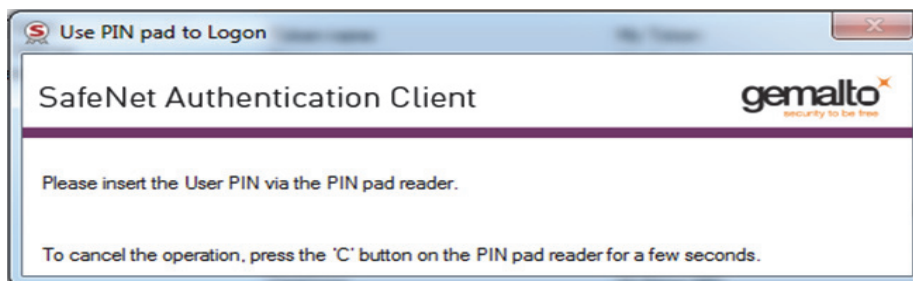 Use PIN pad to Logon
SafeNet Authentication Client
gemalto
security to be free
Please insert the User PIN via the PIN pad reader.
To cancel the operation, press the 'C' button on the PIN pad reader for a few seconds.